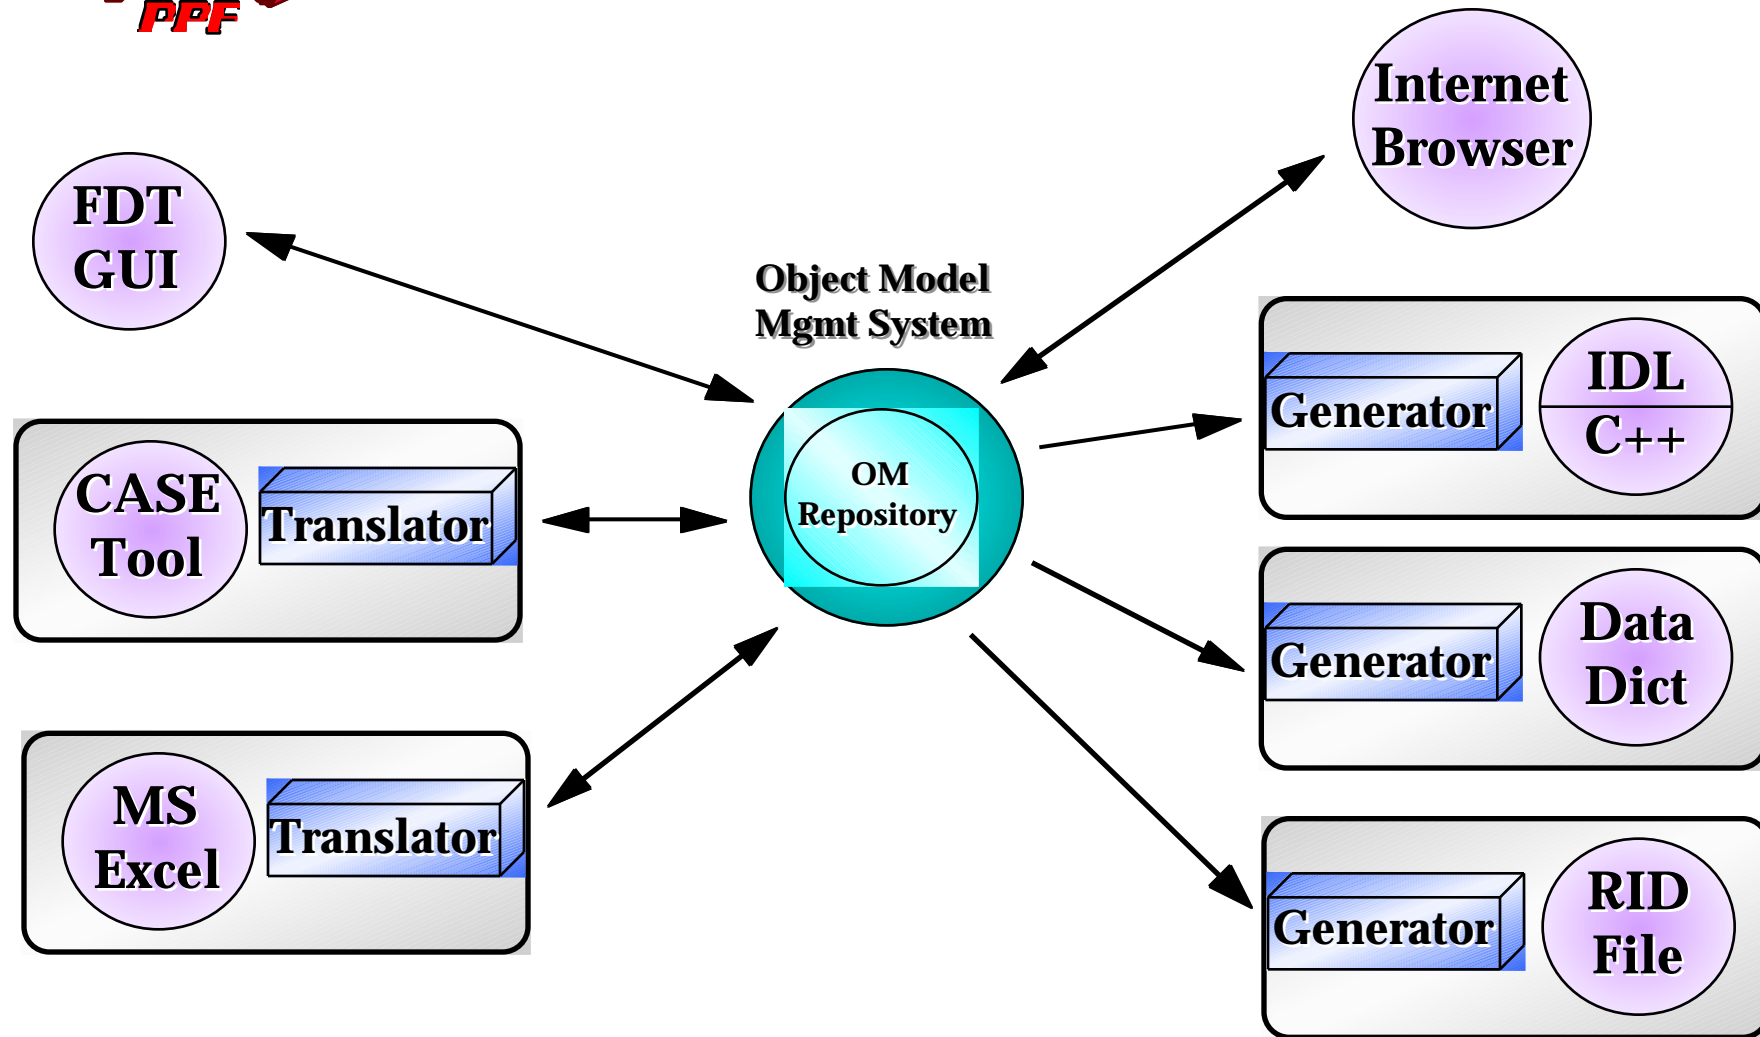 PPF
Internet
Browser
FDT
GUI
Object Model
Mgmt System
IDL
C++
Generator
OM
Repository
CASE
Tool
Translator
Generator
Data
Dict
MS
Excel
Translator
Generator
RID
File